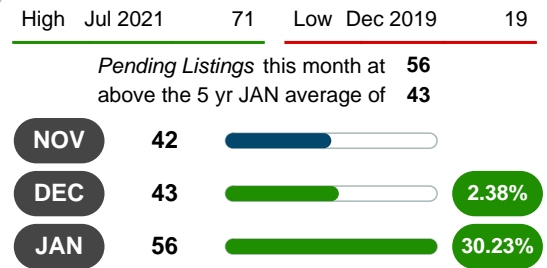 High Jul 2021 71 Low Dec 2019 19
Pending Listings this month at 56
above the 5 yr JAN average of 43
NOV 42
DEC 43 2.38%
JAN 56 30.23%